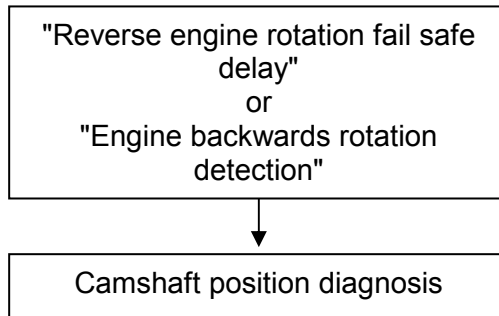 "Reverse engine rotation fail safe
delay"
or
"Engine backwards rotation
detection"
Camshaft position diagnosis